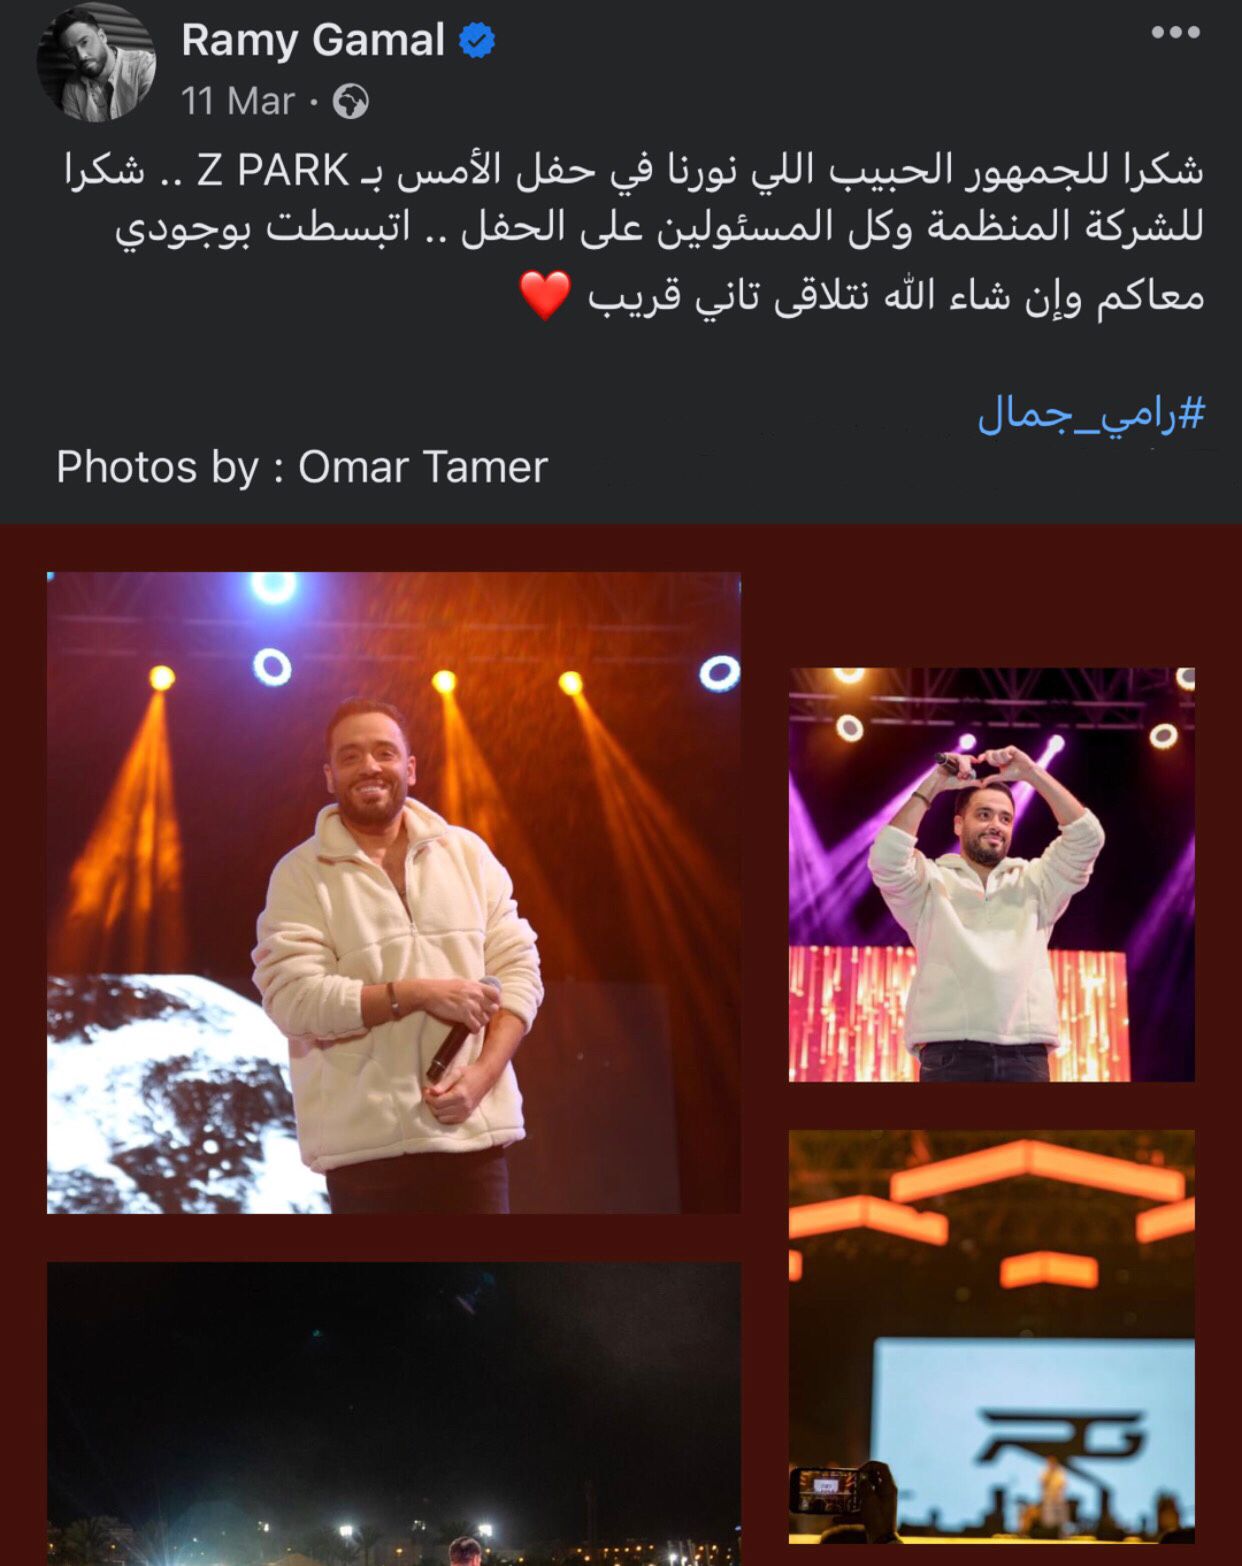 Ramy Gamal
11 Mar
شكرا للجمهور الحبيب اللي نورنا في حفل الأمس بـ Z PARK .. شكرا
للشركة المنظمة وكل المسئولين على الحفل .. اتبسطت بوجودي
معاكم وإن شاء الله نتلاقى تاني قريب ❤️
#رامي_جمال
Photos by : Omar Tamer
RG